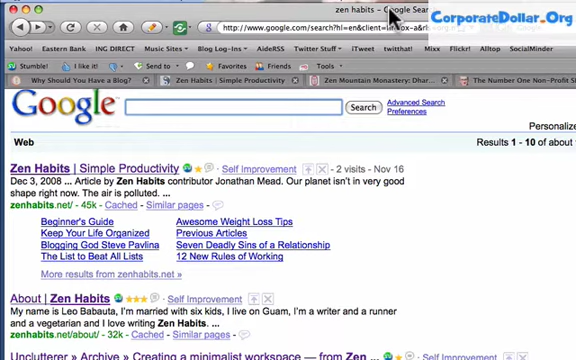 zen habits - Google Sear
CorporateDollar.Org
http://www.google.com/search?hl=en&client=
Yahoo! Eastern Bank ING DIRECT Music Sites Blog Log-ins AideRSS Twitter Stuff iTweet twitthat! Mixx Flickr! Alltop SocialMinder
Stumble! I like it! Send to Favorites Friends
Why Should You Have a Blog? Zen Habits | Simple Productivity Zen Mountain Monastery: Dharm... The Number One Non-Profit Sh
Google Search Advanced Search
Preferences
Personalize
Web Results 1 - 10 of about
Zen Habits | Simple Productivity Self Improvement - 2 visits - Nov 16
Dec 3, 2008 ... Article by Zen Habits contributor Jonathan Mead. Our planet isn't in very good
shape right now. The air is polluted. ...
zenhabits.net/ - 45k - Cached - Similar pages -
Beginner's Guide Awesome Weight Loss Tips
Keep Your Life Organized Previous Articles
Blogging God Steve Pavlina Seven Deadly Sins of a Relationship
The List to Beat All Lists 12 New Rules of Working
More results from zenhabits.net »
About | Zen Habits Self Improvement
My name is Leo Babauta, I'm married with six kids, I live on Guam, I'm a writer and a runner
and a vegetarian and I love writing Zen Habits. ...
zenhabits.net/about/ - 32k - Cached - Similar pages -
Unclutterer » Archive » Creating a minimalist workspace — from Zen ...